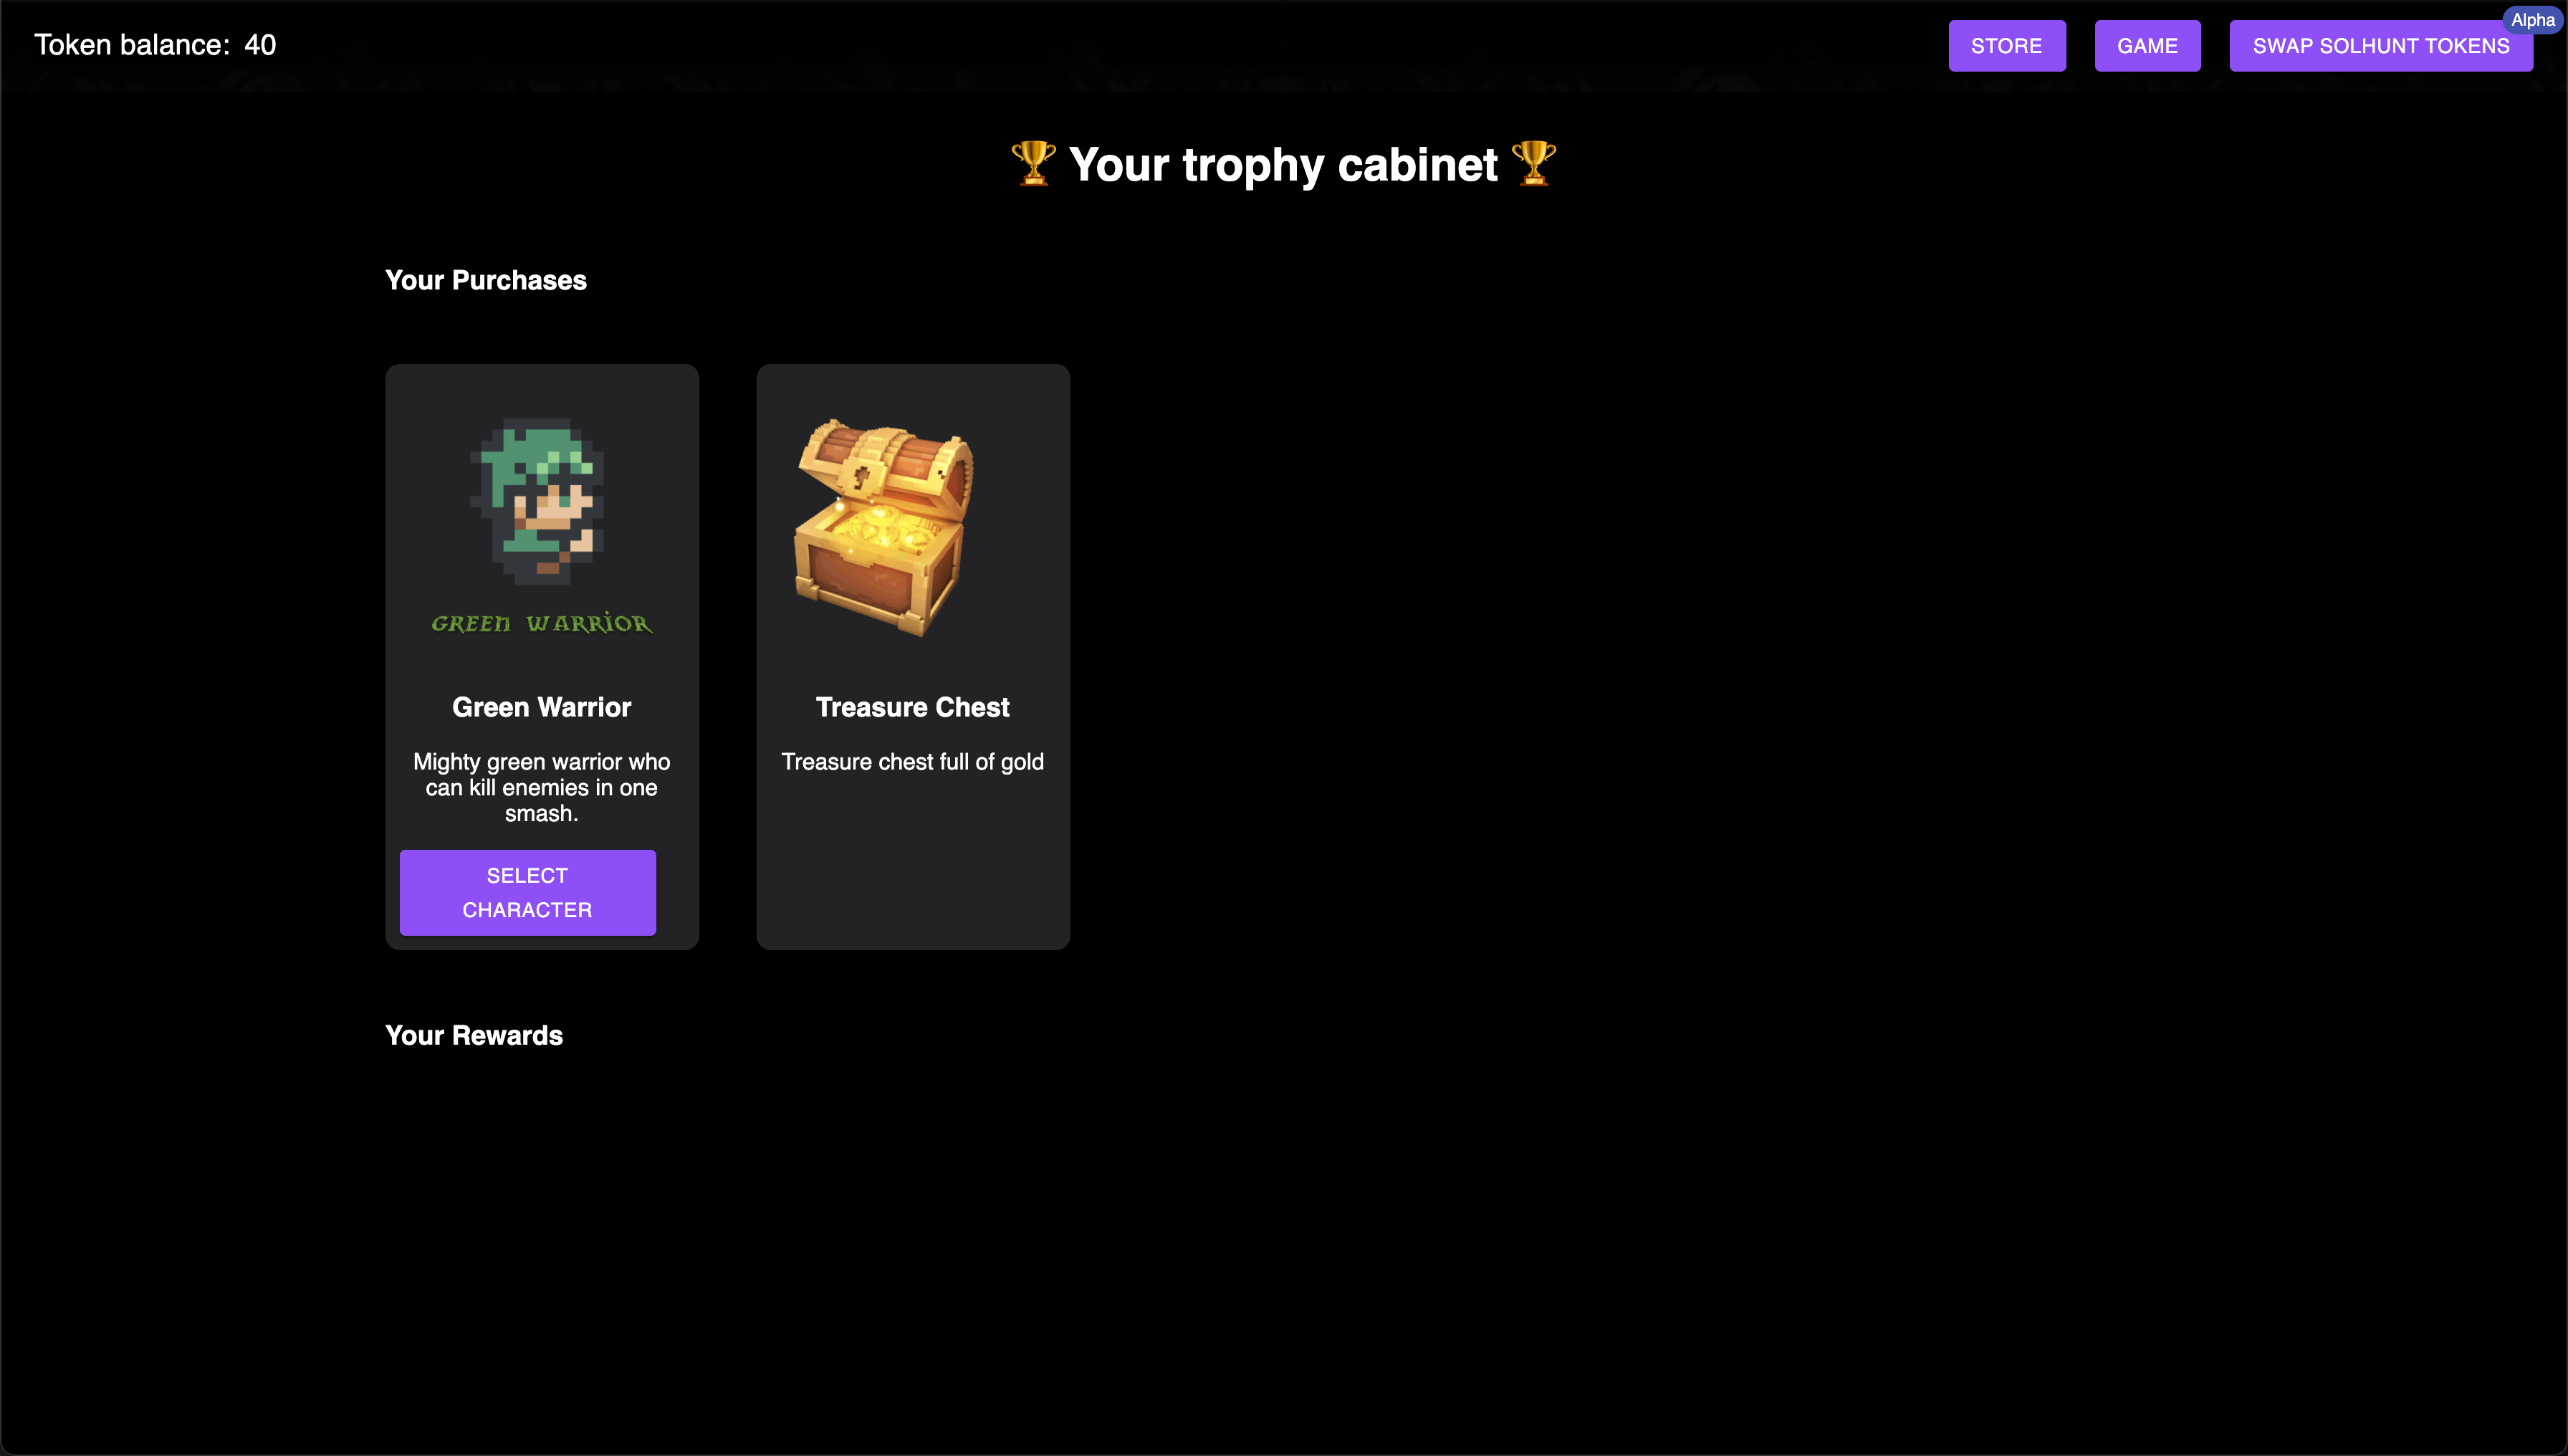 Token balance: 40
STORE
GAME
SWAP SOLHUNT TOKENS
Alpha
🏆 Your trophy cabinet 🏆
Your Purchases
GREEN WARRIOR
Green Warrior
Mighty green warrior who
can kill enemies in one
smash.
SELECT
CHARACTER
Treasure Chest
Treasure chest full of gold
Your Rewards